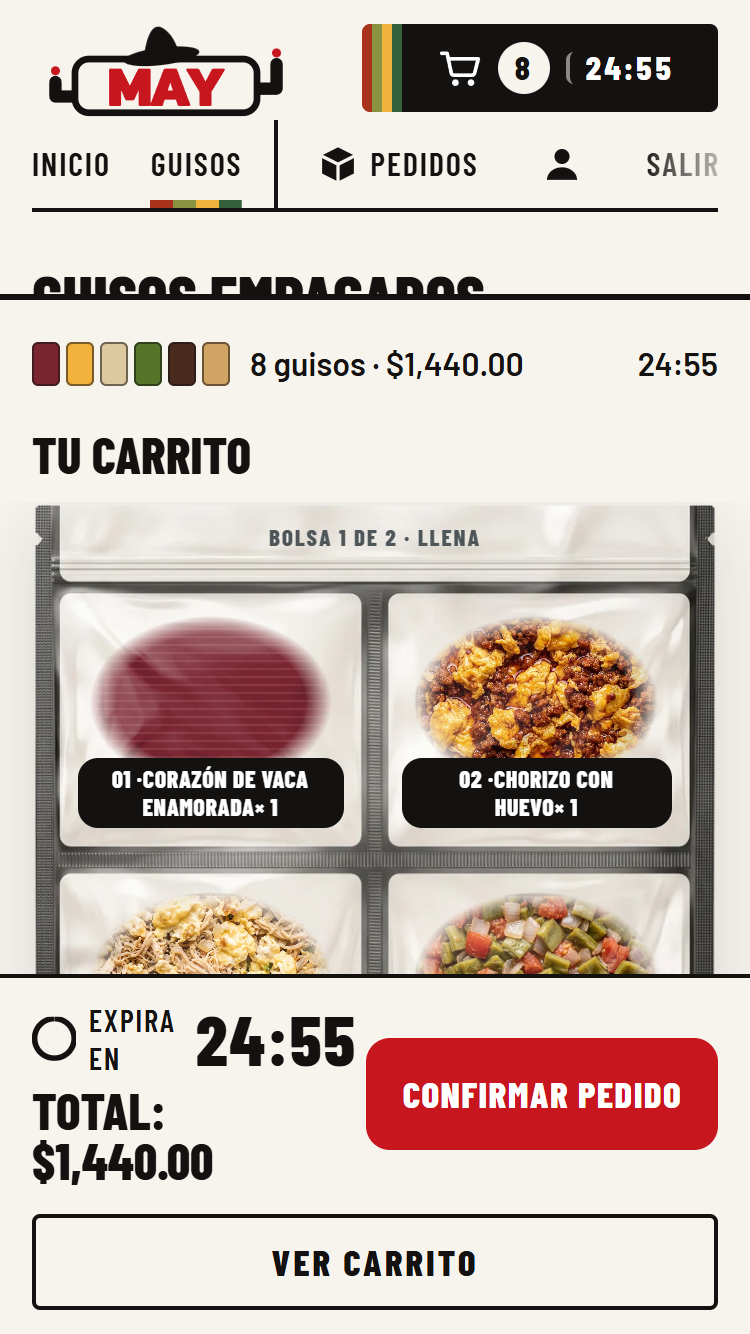 MAY
8 24:55
INICIO GUISOS PEDIDOS SALIR
GUISOS EMPACADOS
8 guisos · $1,440.00 24:55
TU CARRITO
BOLSA 1 DE 2 · LLENA
01 ·CORAZÓN DE VACA
ENAMORADA× 1
02 ·CHORIZO CON
HUEVO× 1
EXPIRA
EN
24:55
TOTAL:
$1,440.00
CONFIRMAR PEDIDO
VER CARRITO